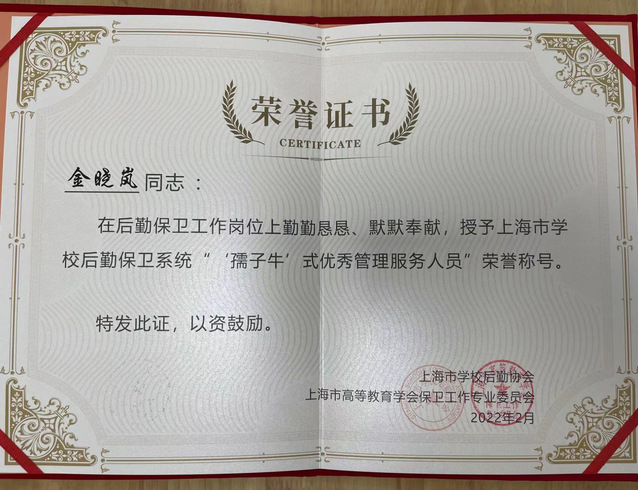 荣誉证书
CERTIFICATE
金晓岚同志：
在后勤保卫工作岗位上勤勤恳恳、默默奉献，授予上海市学
校后勤保卫系统“‘孺子牛’式优秀管理服务人员”荣誉称号。
特发此证，以资鼓励。
上海市学校后勤协会
上海市高等教育学会保卫工作专业委员会
2022年2月